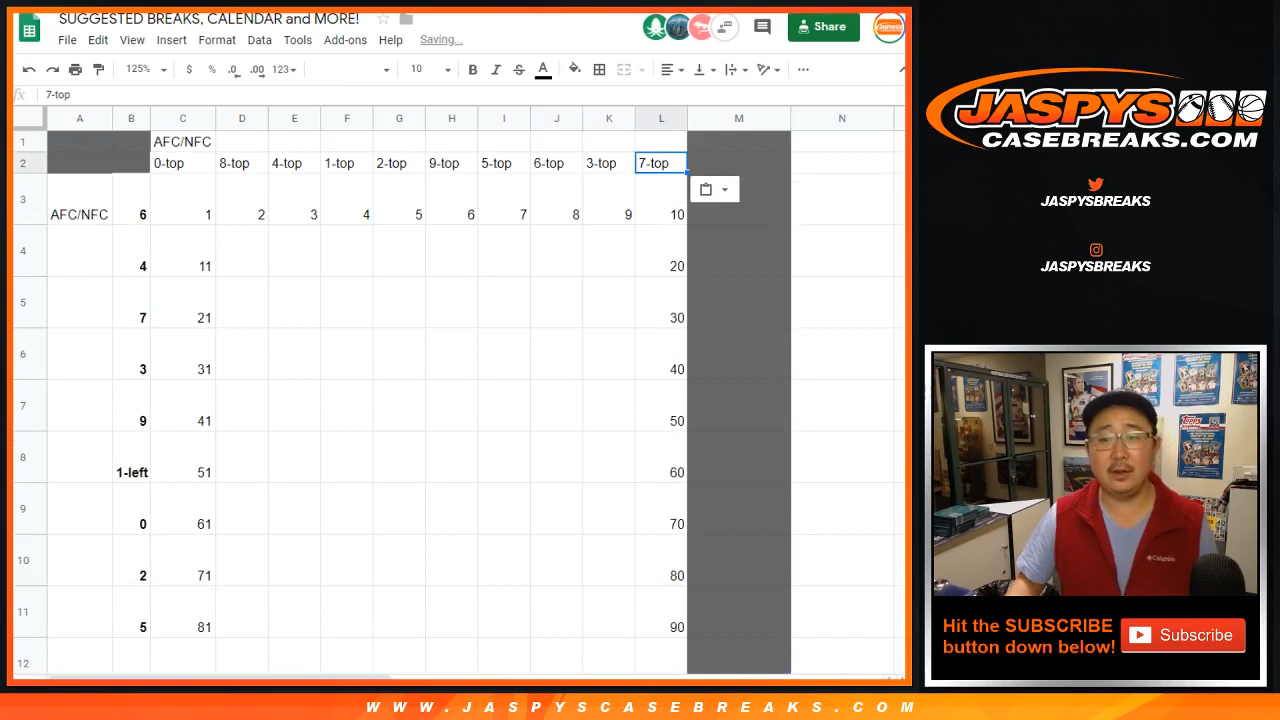 SUGGESTED BREAKS, CALENDAR and MORE!
File Edit View Insert Format Data Tools Add-ons Help Saving...
Share
125% $ % .0 .00 123 10 B I S A
fx 7-top
A B C D E F G H I J K L M N
1 AFC/NFC
2 0-top 8-top 4-top 1-top 2-top 9-top 5-top 6-top 3-top 7-top
3 AFC/NFC 6 1 2 3 4 5 6 7 8 9 10
4 4 11 20
5 7 21 30
6 3 31 40
7 9 41 50
8 1-left 51 60
9 0 61 70
10 2 71 80
11 5 81 90
12
JASPYS
CASEBREAKS.COM
JASPYSBREAKS
JASPYSBREAKS
Columbia
Hit the SUBSCRIBE
button down below!
Subscribe
WWW.JASPYSCASEBREAKS.COM